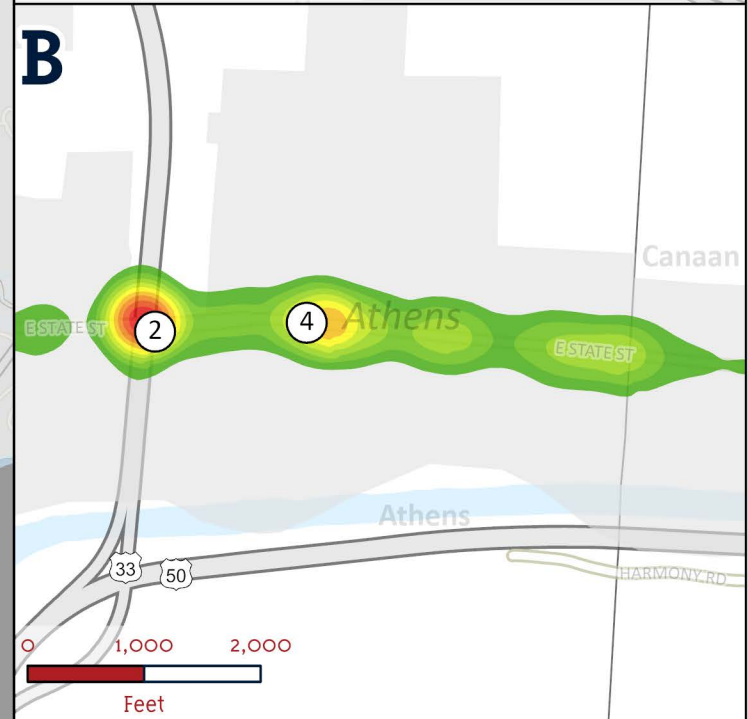 B
Canaan
E STATE ST
2
4
Athens
E STATE ST
Athens
33
50
HARMONY RD
0 1,000 2,000
Feet